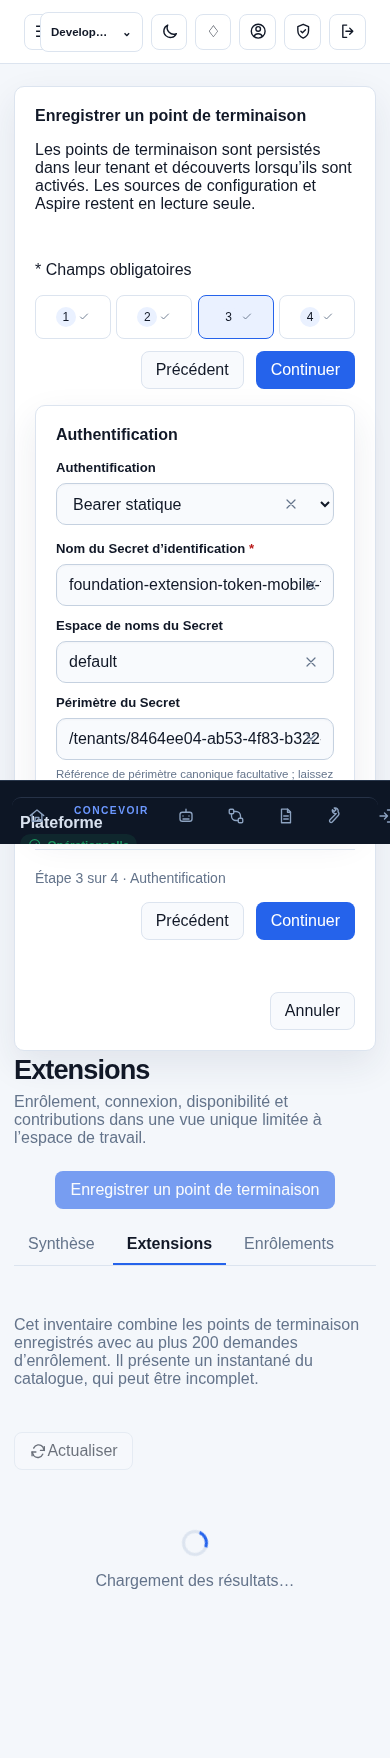 Develop…
Enregistrer un point de terminaison
Les points de terminaison sont persistés
dans leur tenant et découverts lorsqu’ils sont
activés. Les sources de configuration et
Aspire restent en lecture seule.
* Champs obligatoires
1
2
3
4
Précédent
Continuer
Authentification
Authentification
Bearer statique
Nom du Secret d’identification *
foundation-extension-token-mobile-
Espace de noms du Secret
default
Périmètre du Secret
/tenants/8464ee04-ab53-4f83-b322
Référence de périmètre canonique facultative ; laissez
CONCEVOIR
Plateforme
Opérationnelle
Étape 3 sur 4 · Authentification
Précédent
Continuer
Annuler
Extensions
Enrôlement, connexion, disponibilité et
contributions dans une vue unique limitée à
l’espace de travail.
Enregistrer un point de terminaison
Synthèse
Extensions
Enrôlements
Cet inventaire combine les points de terminaison
enregistrés avec au plus 200 demandes
d’enrôlement. Il présente un instantané du
catalogue, qui peut être incomplet.
Actualiser
Chargement des résultats…